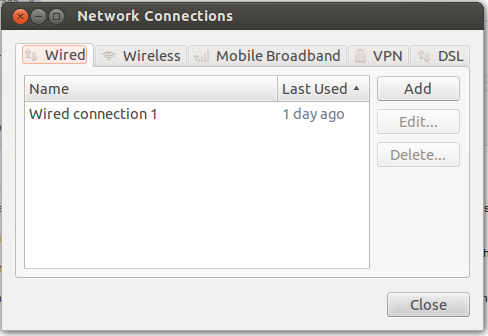 Network Connections
Wired Wireless Mobile Broadband VPN DSL
Name Last Used Add
Wired connection 1 1 day ago
Edit...
Delete...
Close